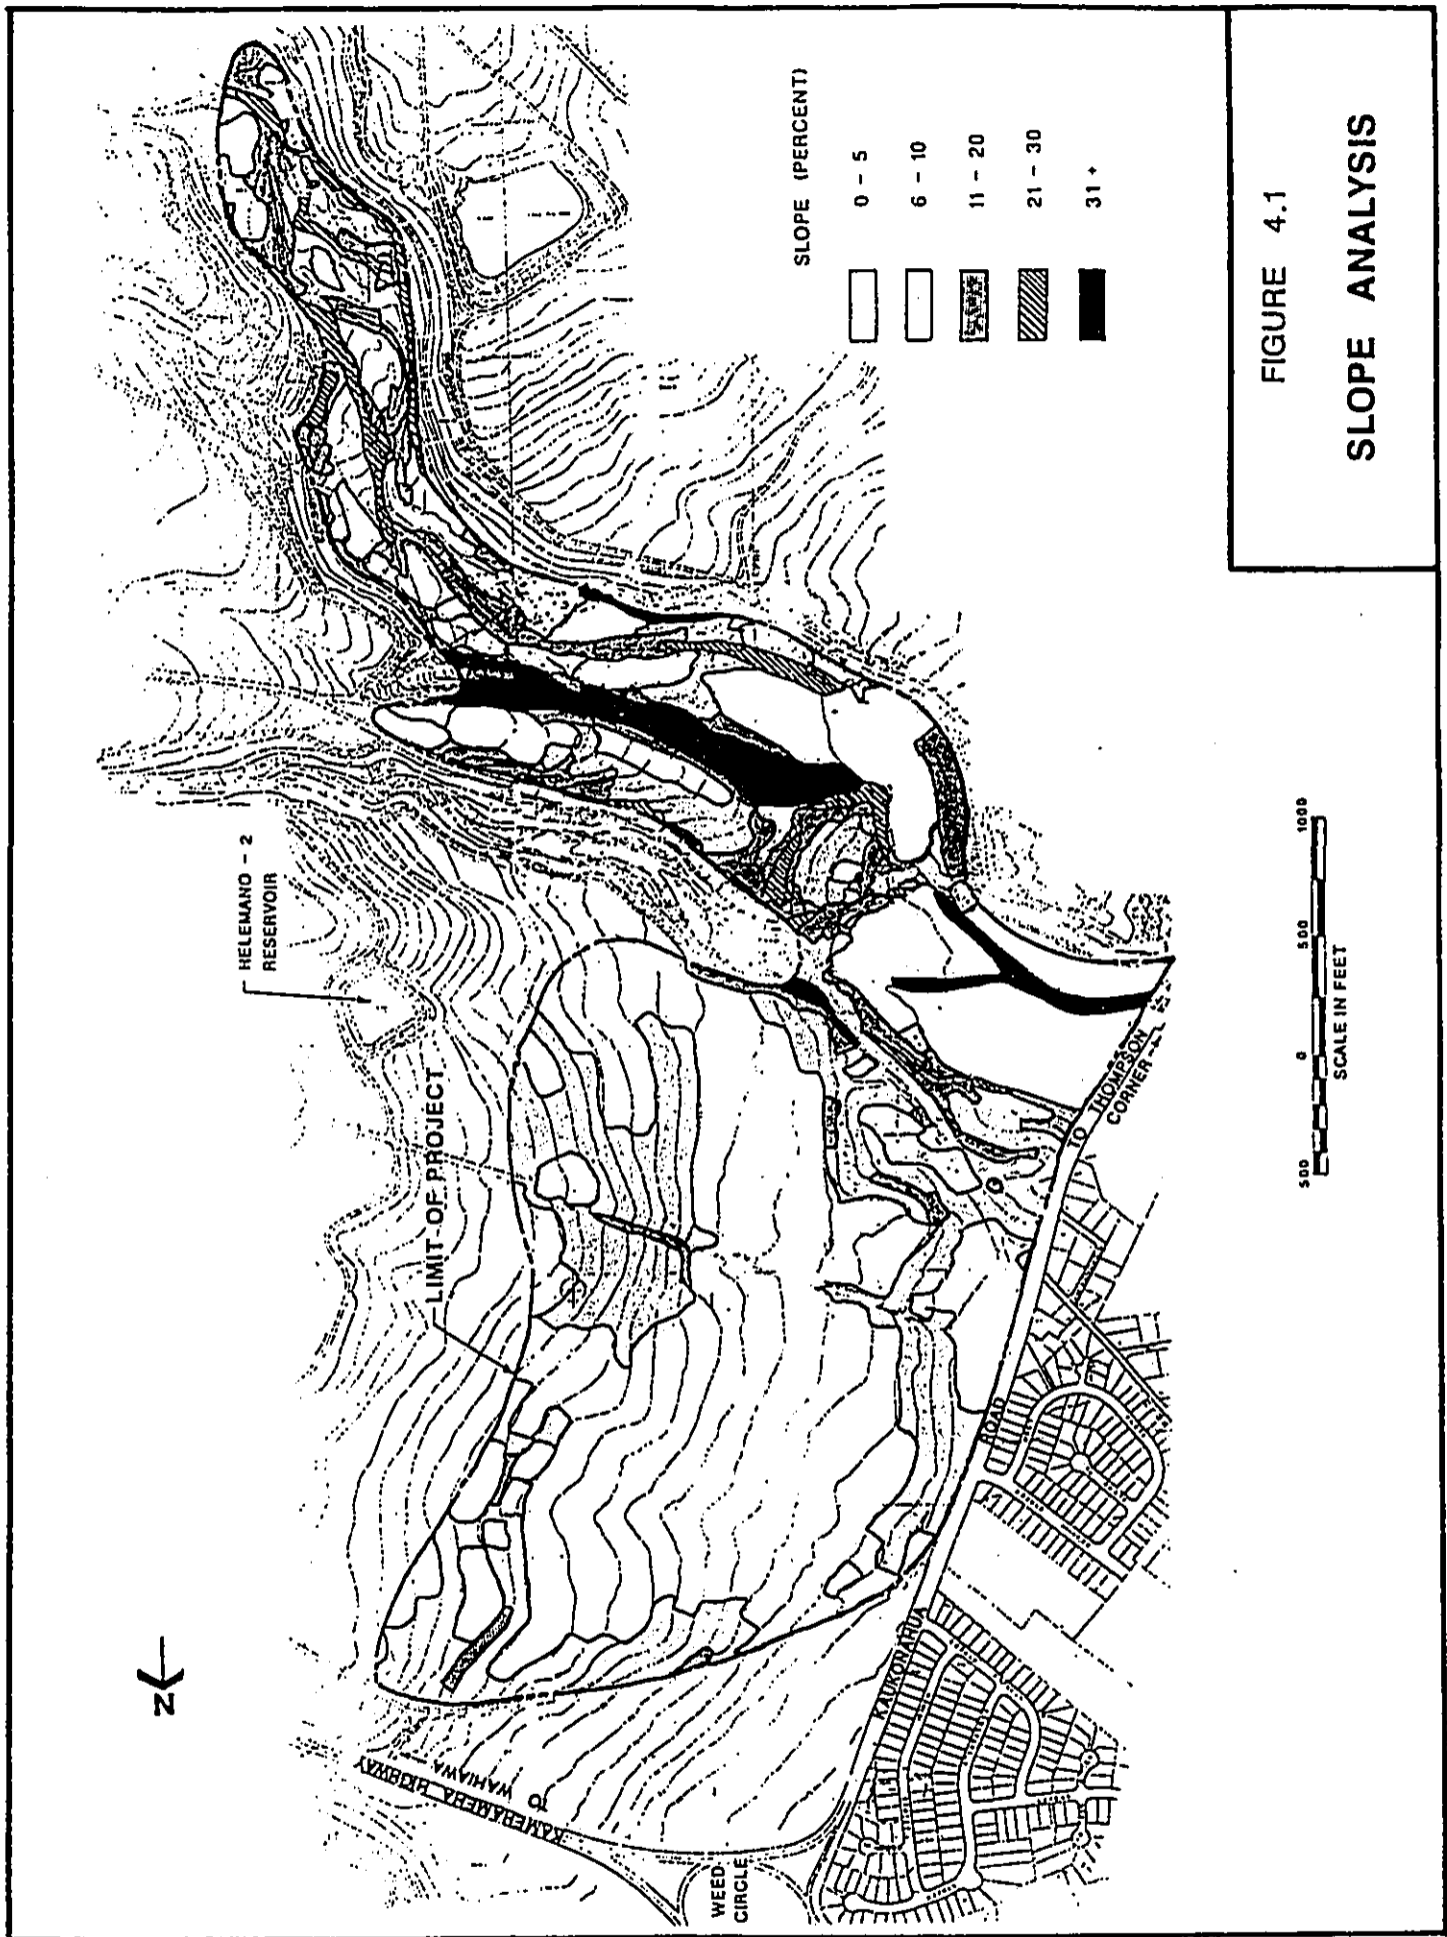 N
HELEMANO - 2
RESERVOIR
LIMIT OF PROJECT
KAMEHAMEHA HIGHWAY
TO WAHIAWA
WEED
CIRCLE
KAUKONAHUA
ROAD
TO THOMPSON
CORNER
SLOPE (PERCENT)
0 - 5
6 - 10
11 - 20
21 - 30
31 +
500 0 500 1000
SCALE IN FEET
FIGURE 4.1
SLOPE ANALYSIS